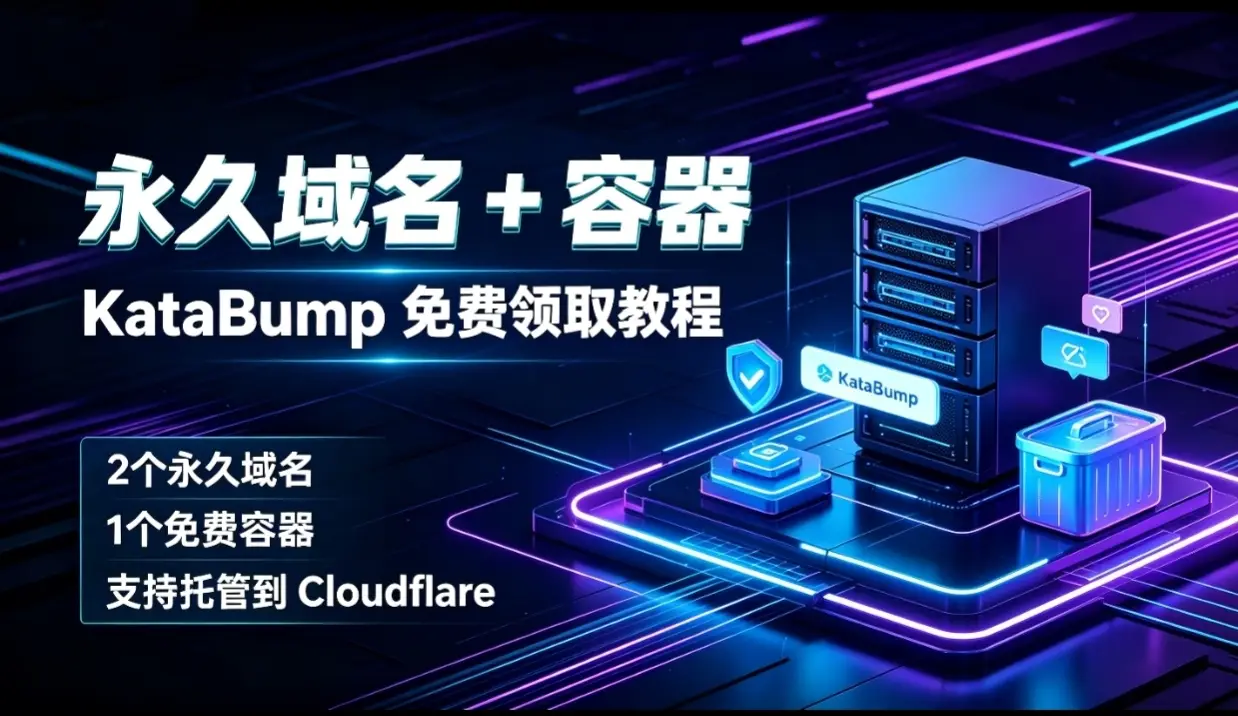 永久域名+容器
KataBump 免费领取教程
KataBump
2个永久域名
1个免费容器
支持托管到 Cloudflare